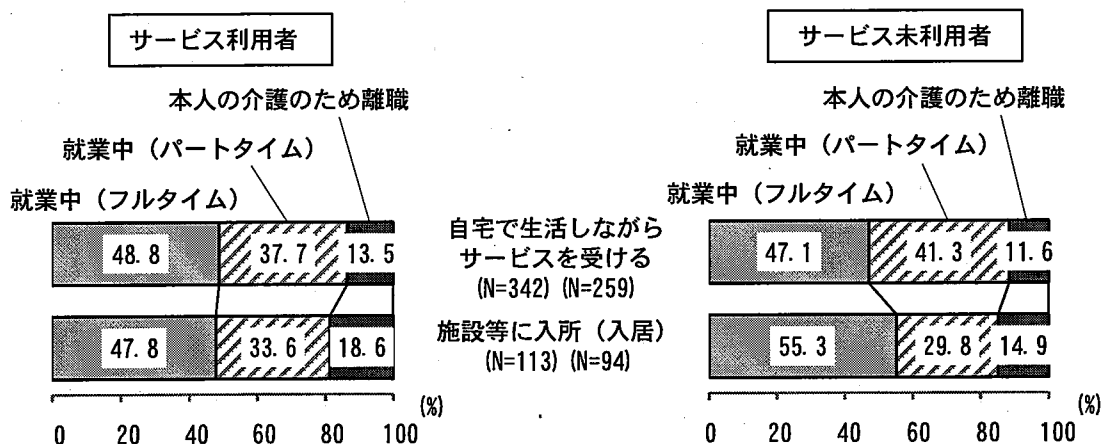 サービス利用者
本人の介護のため離職
就業中（パートタイム）
就業中（フルタイム）
48.8 37.7 13.5
47.8 33.6 18.6
0 20 40 60 80 100 (%)
自宅で生活しながら
サービスを受ける
(N=342) (N=259)
施設等に入所（入居）
(N=113) (N=94)
サービス未利用者
本人の介護のため離職
就業中（パートタイム）
就業中（フルタイム）
47.1 41.3 11.6
55.3 29.8 14.9
0 20 40 60 80 100 (%)